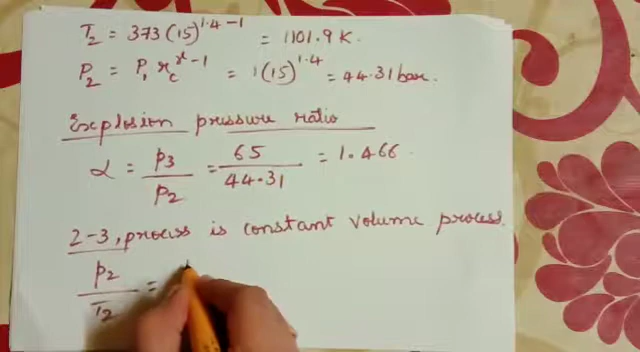 T₂ = 373 (15)^1.4-1 = 1101.9 K.
P₂ = P₁ r_c^γ-1 = 1(15)^1.4 = 44.31 bar.
Explosion pressure ratio
α = p₃/p₂ = 65/44.31 = 1.466.
2-3, process is constant volume process.
p₂/T₂ =